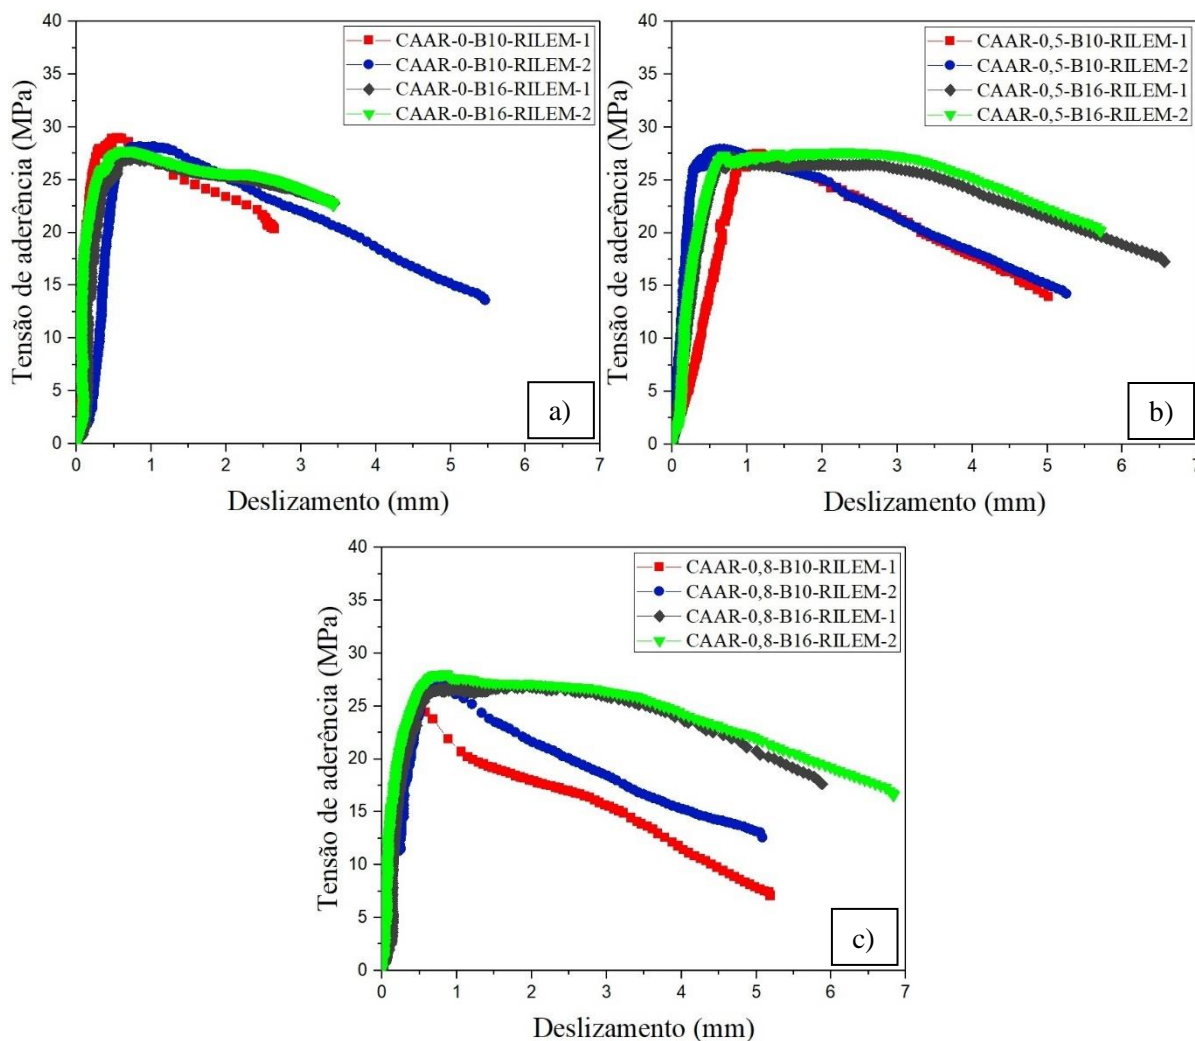 40
35
30
25
20
15
10
5
0
Tensão de aderência (MPa)
CAAR-0-B10-RILEM-1
CAAR-0-B10-RILEM-2
CAAR-0-B16-RILEM-1
CAAR-0-B16-RILEM-2
a)
0 1 2 3 4 5 6 7
Deslizamento (mm)
40
35
30
25
20
15
10
5
0
Tensão de aderência (MPa)
CAAR-0,5-B10-RILEM-1
CAAR-0,5-B10-RILEM-2
CAAR-0,5-B16-RILEM-1
CAAR-0,5-B16-RILEM-2
b)
0 1 2 3 4 5 6 7
Deslizamento (mm)
40
35
30
25
20
15
10
5
0
Tensão de aderência (MPa)
CAAR-0,8-B10-RILEM-1
CAAR-0,8-B10-RILEM-2
CAAR-0,8-B16-RILEM-1
CAAR-0,8-B16-RILEM-2
c)
0 1 2 3 4 5 6 7
Deslizamento (mm)